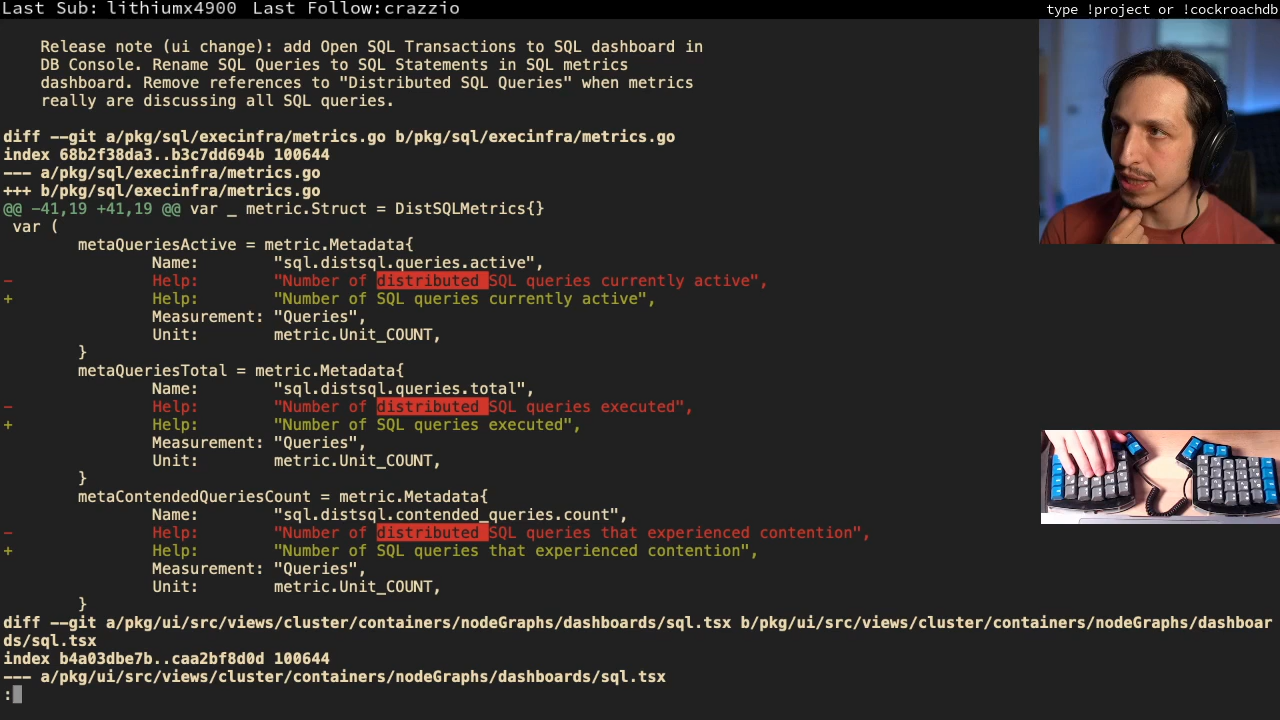 Last Sub: lithiumx4900 Last Follow:crazzio
type !project or !cockroachdb
Release note (ui change): add Open SQL Transactions to SQL dashboard in
DB Console. Rename SQL Queries to SQL Statements in SQL metrics
dashboard. Remove references to "Distributed SQL Queries" when metrics
really are discussing all SQL queries.
diff --git a/pkg/sql/execinfra/metrics.go b/pkg/sql/execinfra/metrics.go
index 68b2f38da3..b3c7dd694b 100644
--- a/pkg/sql/execinfra/metrics.go
+++ b/pkg/sql/execinfra/metrics.go
@@ -41,19 +41,19 @@ var _ metric.Struct = DistSQLMetrics{}
var (
metaQueriesActive = metric.Metadata{
Name: "sql.distsql.queries.active",
- Help: "Number of distributed SQL queries currently active",
+ Help: "Number of SQL queries currently active",
Measurement: "Queries",
Unit: metric.Unit_COUNT,
}
metaQueriesTotal = metric.Metadata{
Name: "sql.distsql.queries.total",
- Help: "Number of distributed SQL queries executed",
+ Help: "Number of SQL queries executed",
Measurement: "Queries",
Unit: metric.Unit_COUNT,
}
metaContendedQueriesCount = metric.Metadata{
Name: "sql.distsql.contended_queries.count",
- Help: "Number of distributed SQL queries that experienced contention",
+ Help: "Number of SQL queries that experienced contention",
Measurement: "Queries",
Unit: metric.Unit_COUNT,
}
diff --git a/pkg/ui/src/views/cluster/containers/nodeGraphs/dashboards/sql.tsx b/pkg/ui/src/views/cluster/containers/nodeGraphs/dashboar
ds/sql.tsx
index b4a03dbe7b..caa2bf8d0d 100644
--- a/pkg/ui/src/views/cluster/containers/nodeGraphs/dashboards/sql.tsx
: